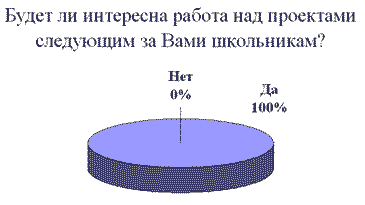 Будет ли интересна работа над проектами
следующим за Вами школьникам?
Нет
0%
Да
100%